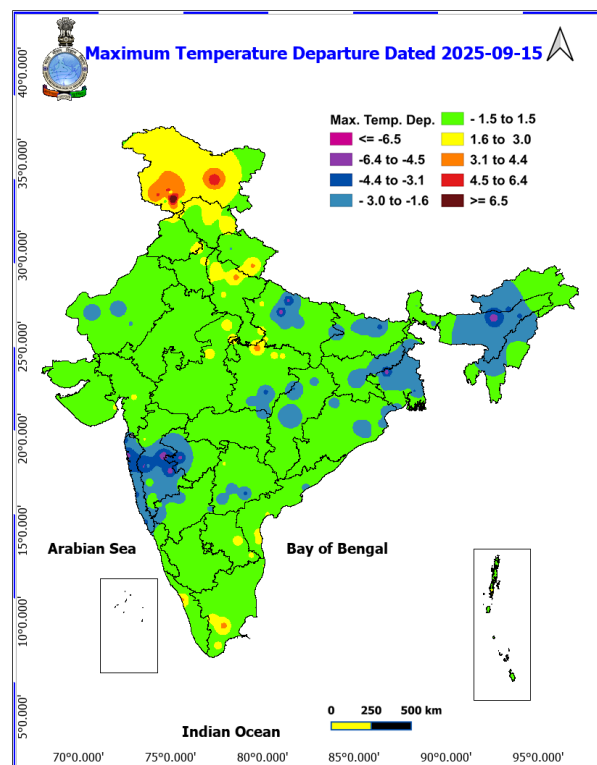 Maximum Temperature Departure Dated 2025-09-15
Max. Temp. Dep.
<= -6.5
-6.4 to -4.5
-4.4 to -3.1
- 3.0 to -1.6
- 1.5 to 1.5
1.6 to 3.0
3.1 to 4.4
4.5 to 6.4
>= 6.5
40°0.000'
35°0.000'
30°0.000'
25°0.000'
20°0.000'
15°0.000'
10°0.000'
5°0.000'
Arabian Sea
Bay of Bengal
Indian Ocean
0 250 500 km
70°0.000' 75°0.000' 80°0.000' 85°0.000' 90°0.000' 95°0.000'